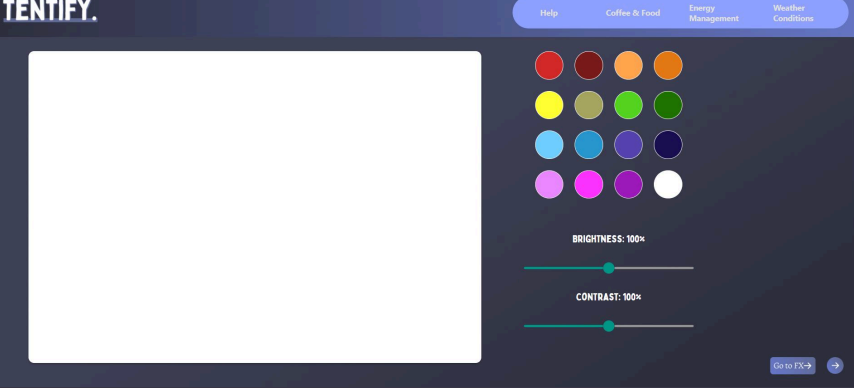 TENTIFY.
Help
Coffee & Food
Energy
Management
Weather
Conditions
BRIGHTNESS: 100%
CONTRAST: 100%
Go to FX→
→